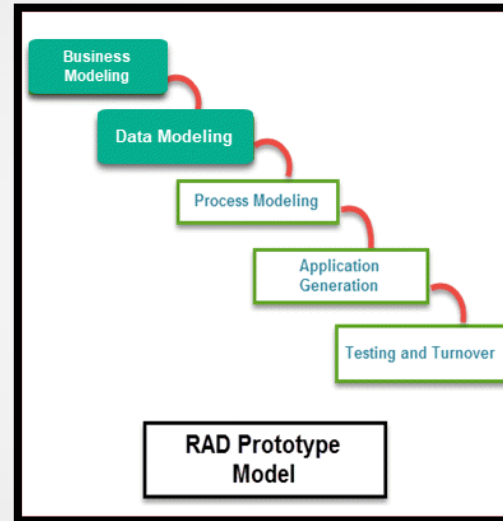 Business
Modeling
Data Modeling
Process Modeling
Application
Generation
Testing and Turnover
RAD Prototype
Model